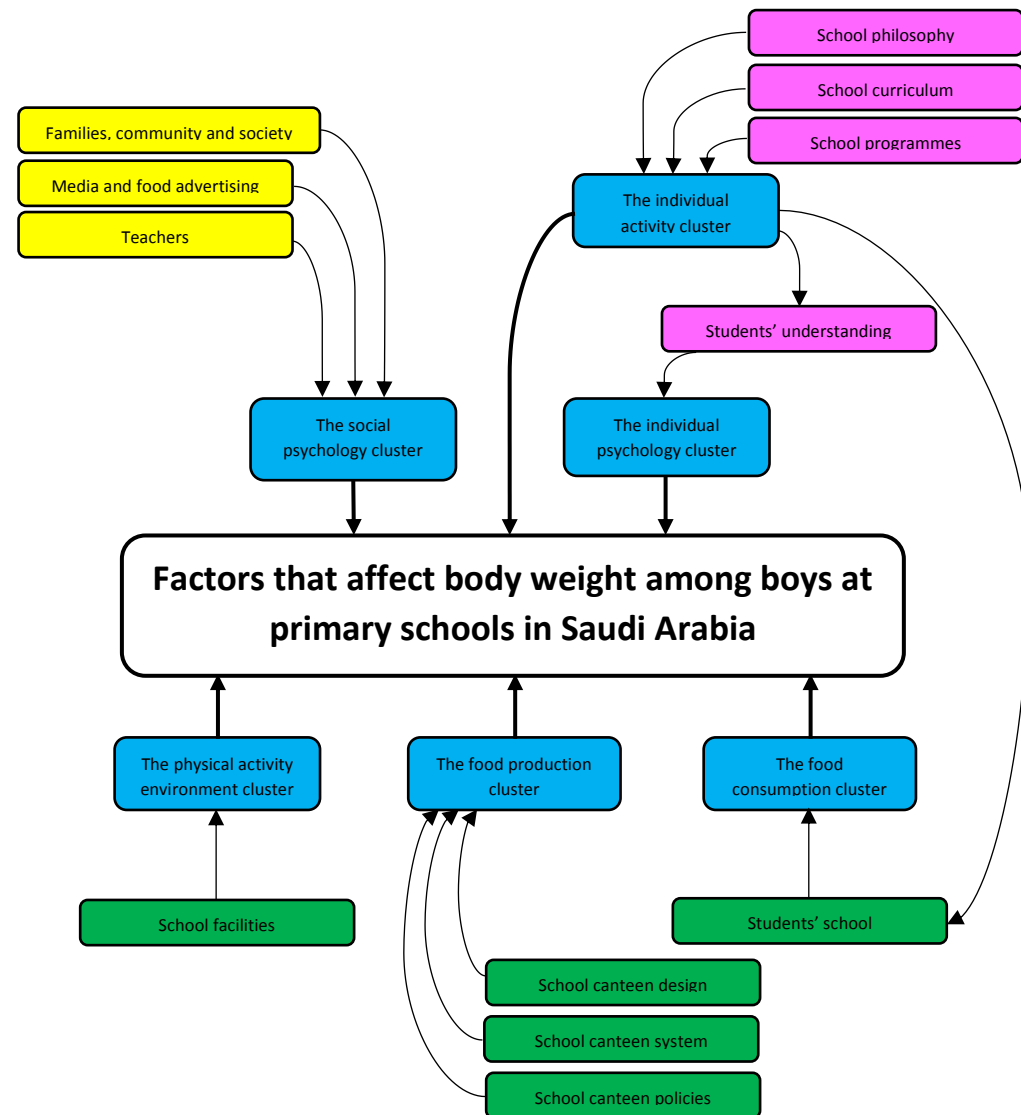 School philosophy
School curriculum
School programmes
Families, community and society
Media and food advertising
Teachers
The individual
activity cluster
Students’ understanding
The social
psychology cluster
The individual
psychology cluster
Factors that affect body weight among boys at
primary schools in Saudi Arabia
The physical activity
environment cluster
The food production
cluster
The food
consumption cluster
School facilities
Students’ school
School canteen design
School canteen system
School canteen policies